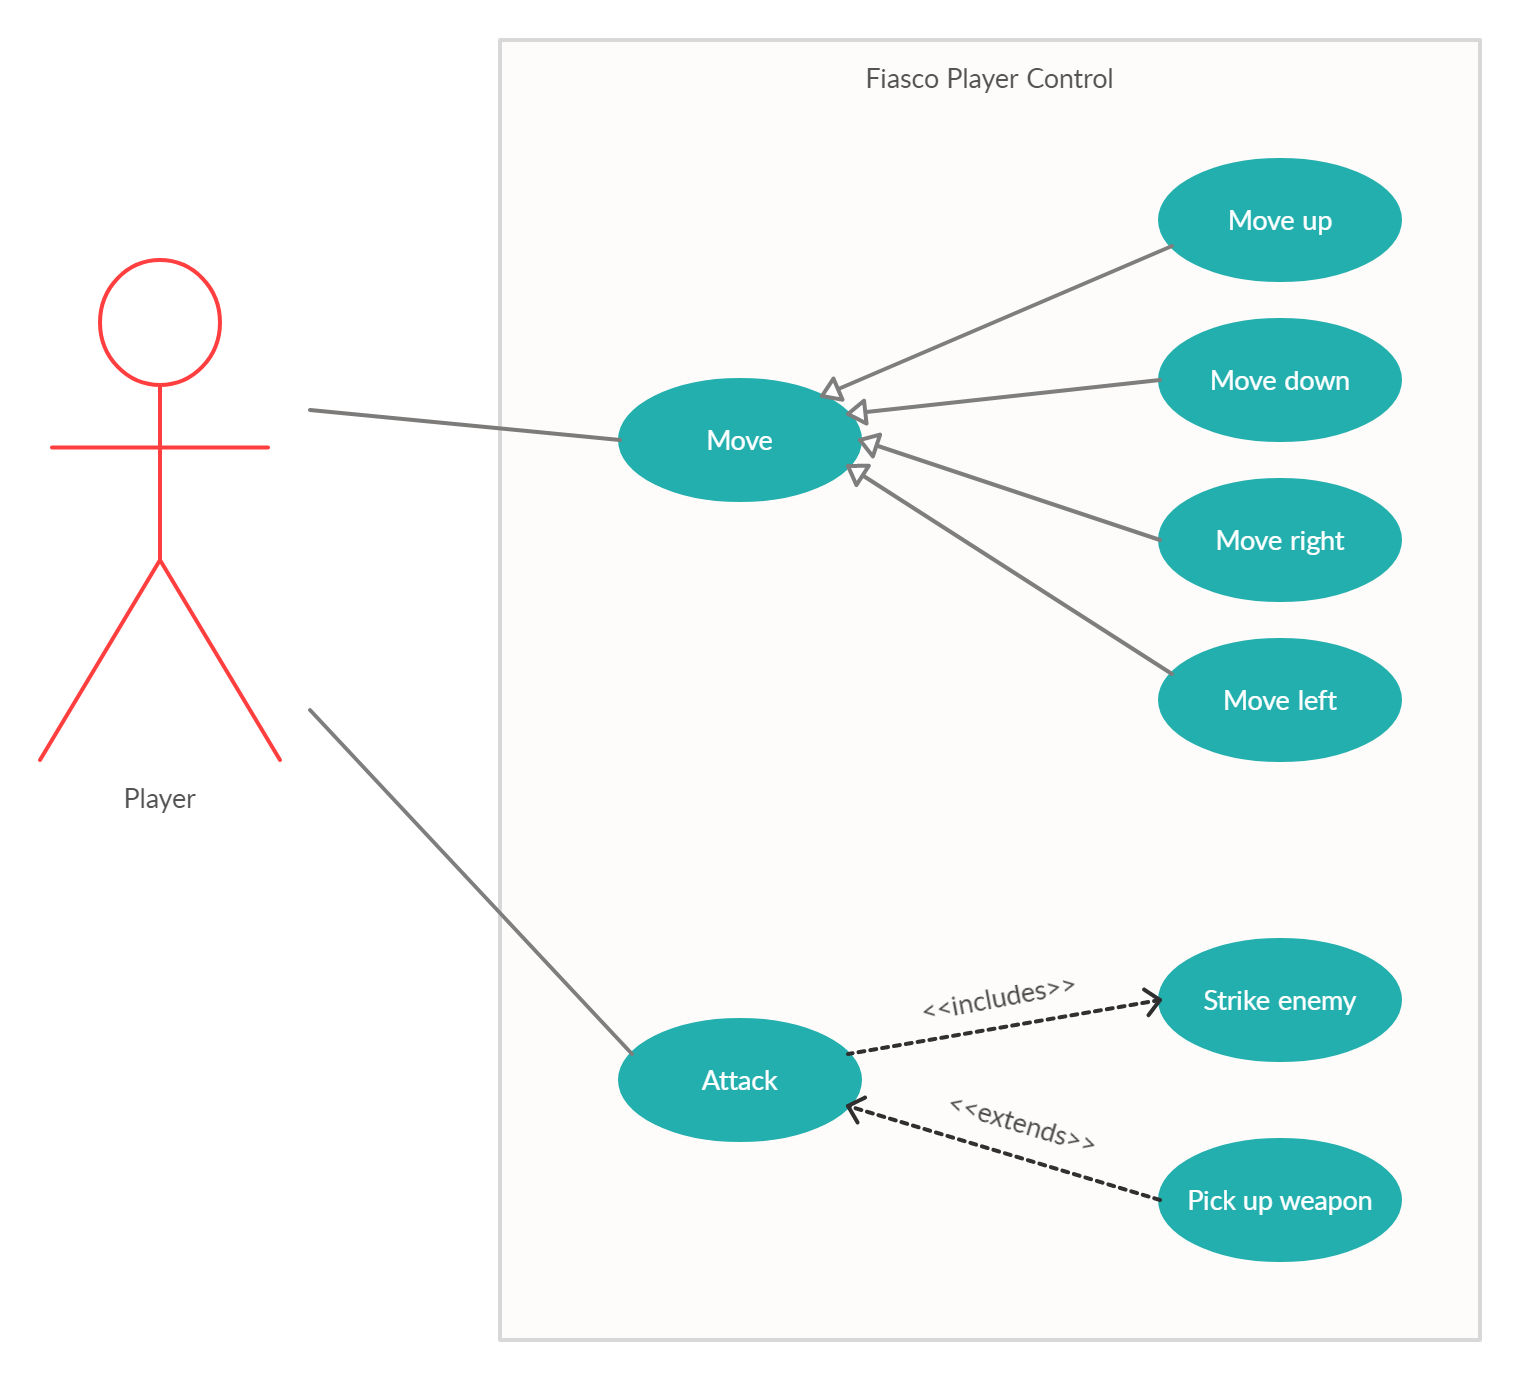 Fiasco Player Control
Move up
Move down
Move
Move right
Move left
Player
<<includes>>
Strike enemy
Attack
<<extends>>
Pick up weapon